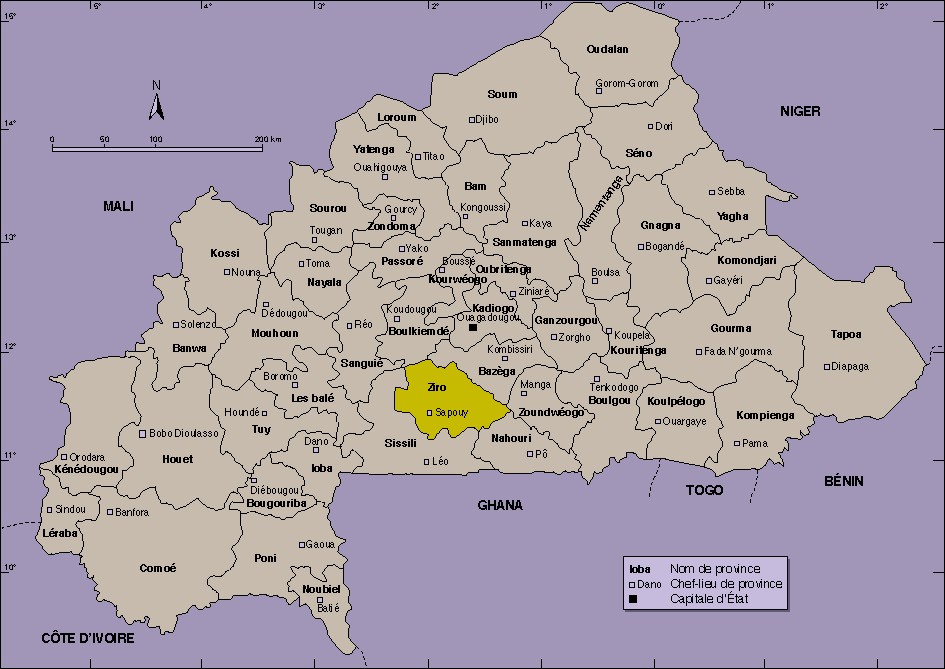 5° 4° 3° 2° 1° 0° 1° 2°
15°
14°
13°
12°
11°
10°
N
0 50 100 200 km
MALI
NIGER
BÉNIN
TOGO
GHANA
CÔTE D'IVOIRE
Oudalan
Gorom-Gorom
Soum
Djibo
Loroum
Titao
Yatenga
Ouahigouya
Dori
Séno
Bam
Kongoussi
Namentenga
Boulsa
Sebba
Yagha
Sourou
Tougan
Gourcy
Zondoma
Kaya
Sanmatenga
Gnagna
Bogandé
Kossi
Nouna
Toma
Nayala
Yako
Passoré
Boussé
Kourwéogo
Oubritenga
Ziniaré
Komondjari
Gayéri
Solenzo
Banwa
Dédougou
Mouhoun
Réo
Sanguié
Koudougou
Boulkiemdé
Kadiogo
Ouagadougou
Ganzourgou
Zorgho
Koupela
Kouritenga
Gourma
Fada N'gourma
Tapoa
Diapaga
Kombissiri
Bazèga
Ziro
Sapouy
Manga
Zoundwéogo
Tenkodogo
Boulgou
Koulpélogo
Ouargaye
Kompienga
Pama
Boromo
Les balé
Houndé
Tuy
Bobo Dioulasso
Houet
Orodara
Kénédougou
Dano
Ioba
Diébougou
Bougouriba
Sissili
Léo
Nahouri
Pô
Sindou
Léraba
Banfora
Comoé
Poni
Gaoua
Noubiel
Batié
Ioba Nom de province
Dano Chef-lieu de province
Capitale d'État